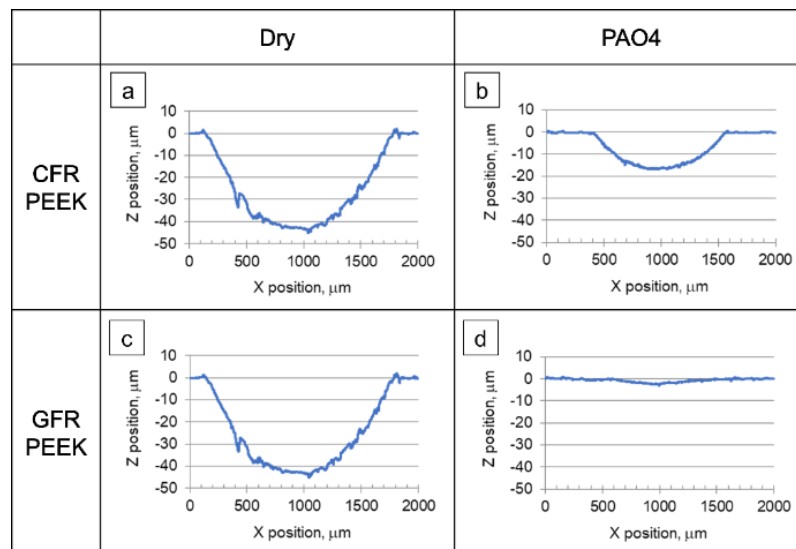 Dry PAO4
CFR
PEEK
a
10
0
-10
-20
-30
-40
-50
Z position, μm
0 500 1000 1500 2000
X position, μm
b
10
0
-10
-20
-30
-40
-50
Z position, μm
0 500 1000 1500 2000
X position, μm
GFR
PEEK
c
10
0
-10
-20
-30
-40
-50
Z position, μm
0 500 1000 1500 2000
X position, μm
d
10
0
-10
-20
-30
-40
-50
Z position, μm
0 500 1000 1500 2000
X position, μm